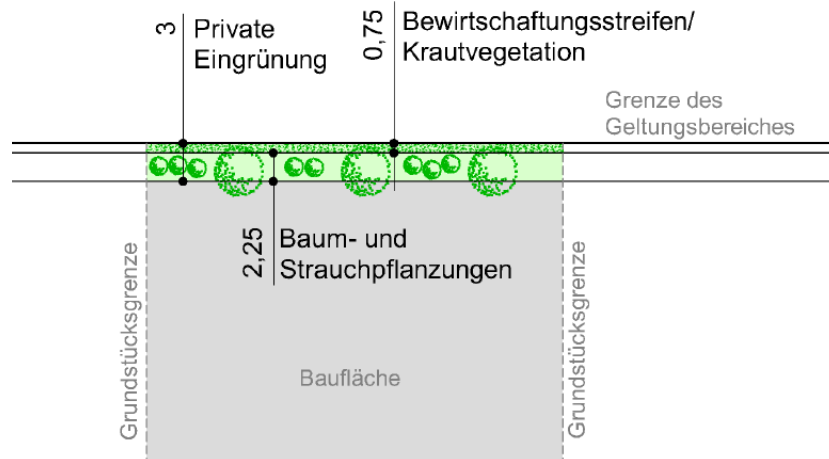 3
Private
Eingrünung
0,75
Bewirtschaftungsstreifen/
Krautvegetation
Grenze des
Geltungsbereiches
2,25
Baum- und
Strauchpflanzungen
Grundstücksgrenze
Baufläche
Grundstücksgrenze